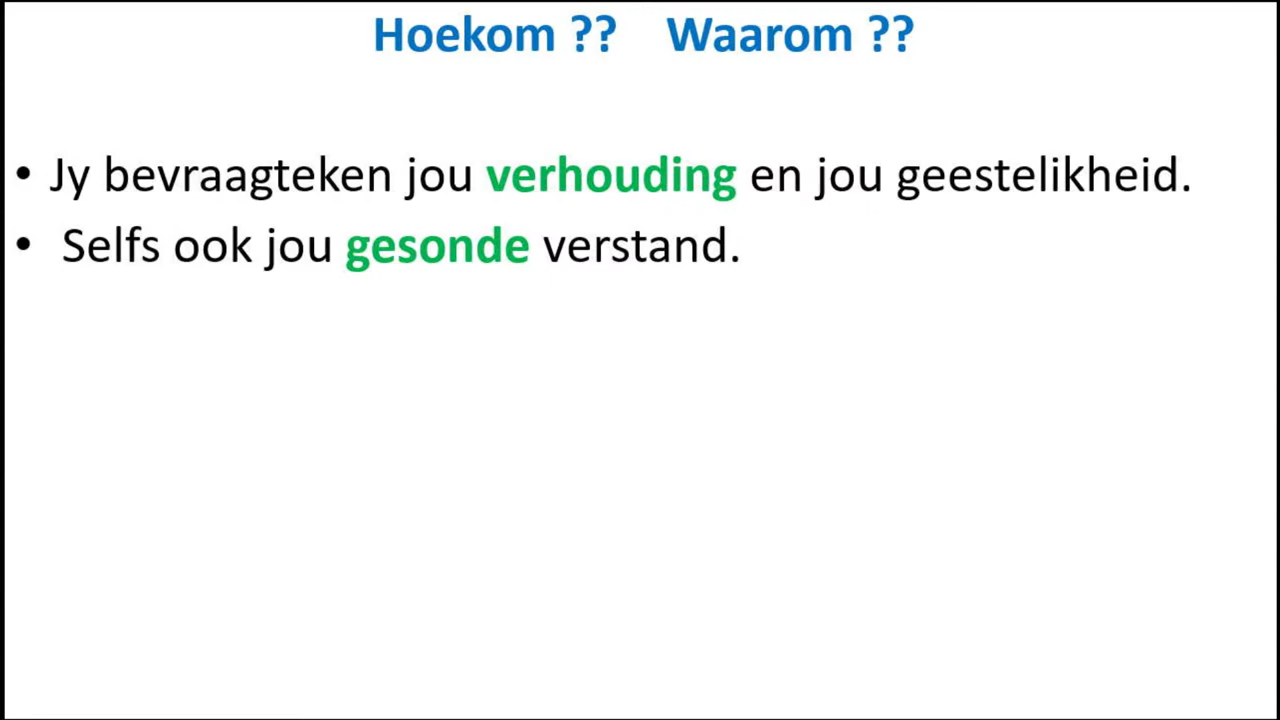 Hoekom ?? Waarom ??
• Jy bevraagteken jou verhouding en jou geestelikheid.
• Selfs ook jou gesonde verstand.